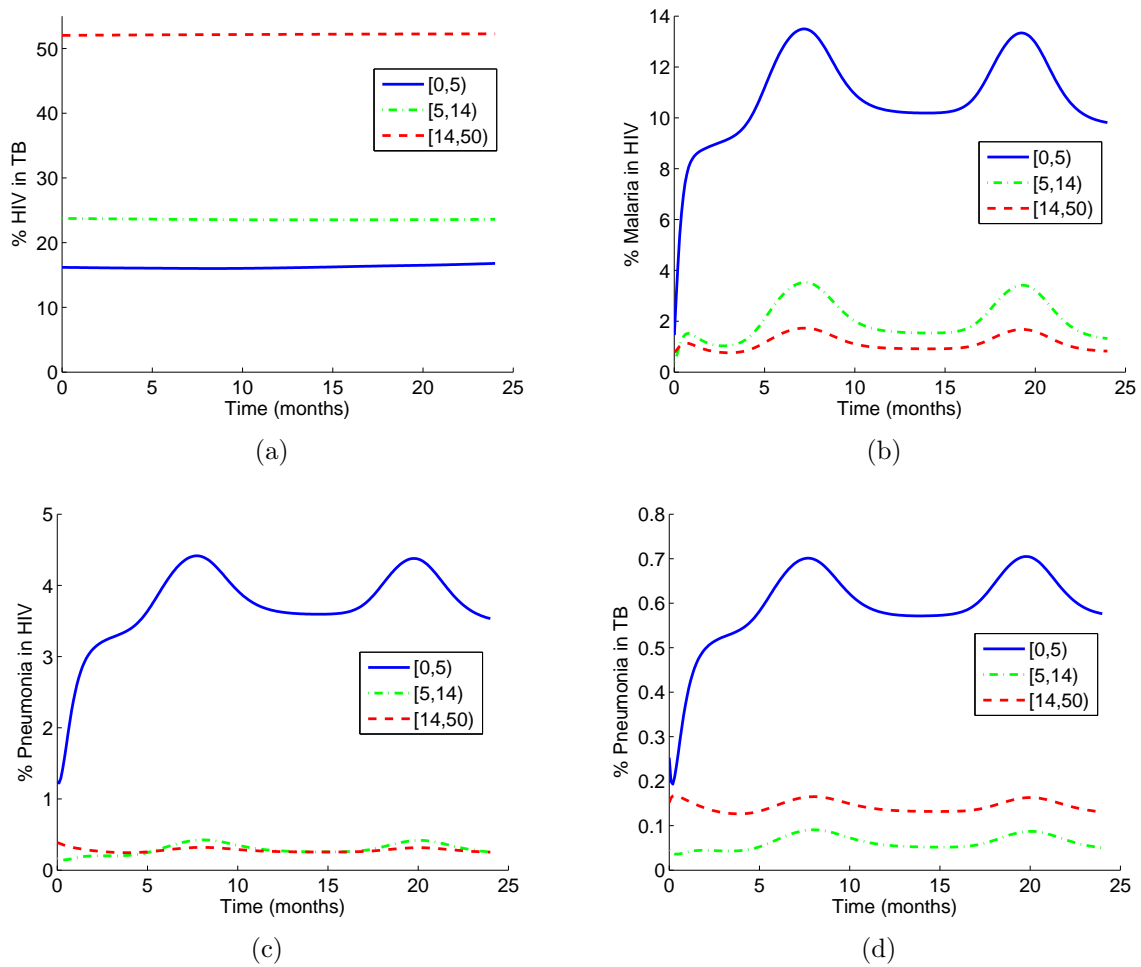 50
40
30
20
10
0
% HIV in TB
[0,5)
[5,14)
[14,50)
0 5 10 15 20 25
Time (months)
(a)
14
12
10
8
6
4
2
0
% Malaria in HIV
[0,5)
[5,14)
[14,50)
0 5 10 15 20 25
Time (months)
(b)
5
4
3
2
1
0
% Pneumonia in HIV
[0,5)
[5,14)
[14,50)
0 5 10 15 20 25
Time (months)
(c)
0.8
0.7
0.6
0.5
0.4
0.3
0.2
0.1
0
% Pneumonia in TB
[0,5)
[5,14)
[14,50)
0 5 10 15 20 25
Time (months)
(d)